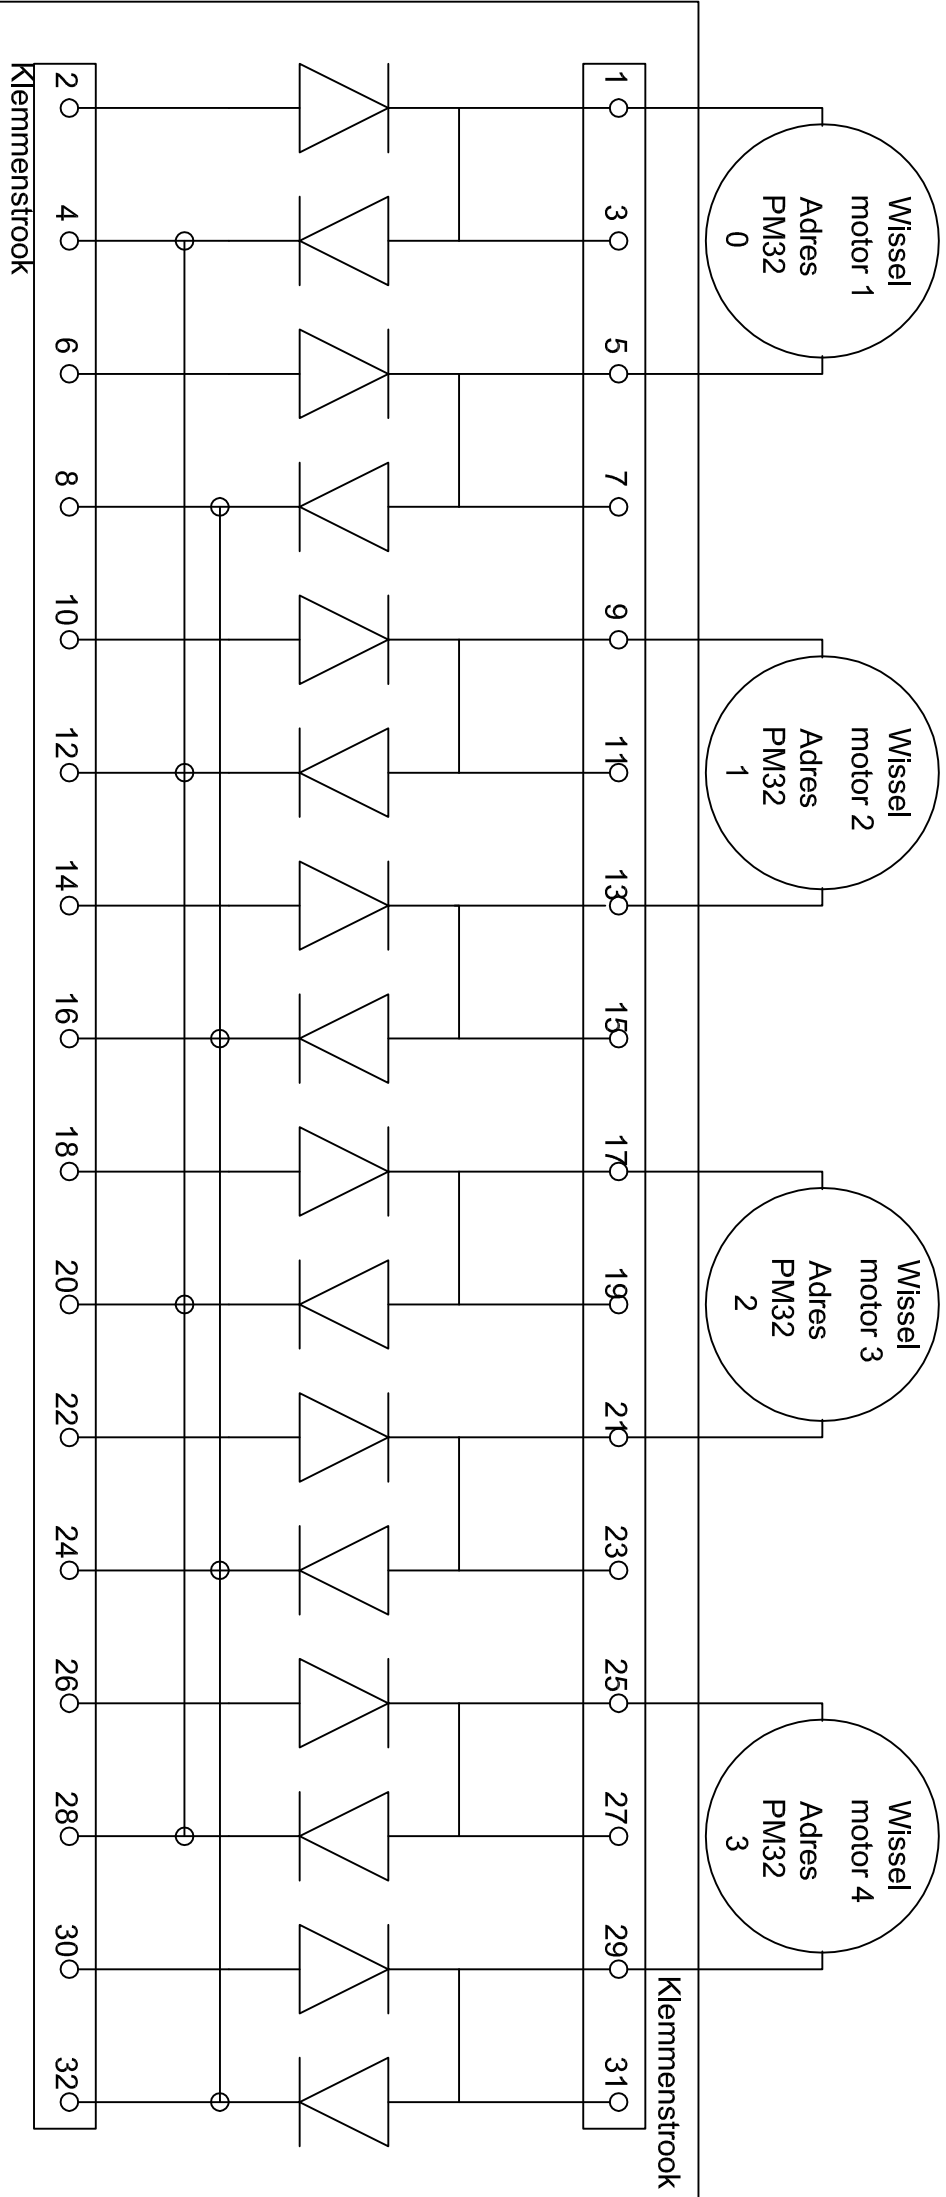 Wissel
motor 1
Adres
PM32
0
Wissel
motor 2
Adres
PM32
1
Wissel
motor 3
Adres
PM32
2
Wissel
motor 4
Adres
PM32
3
Klemmenstrook
1 3 5 7 9 11 13 15 17 19 21 23 25 27 29 31
2 4 6 8 10 12 14 16 18 20 22 24 26 28 30 32
Klemmenstrook